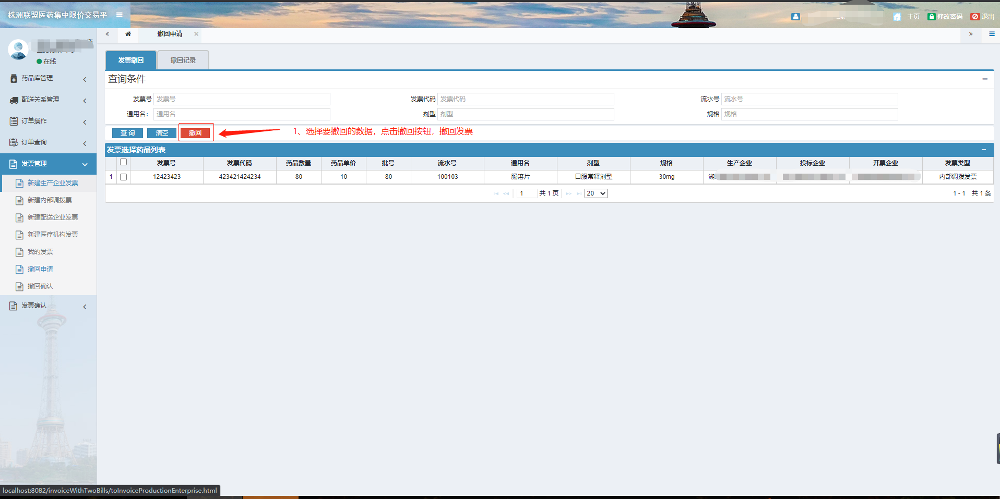 株洲联盟医药集中限价交易平
主页
修改密码
退出
撤回申请
在线
药品库管理
配送关系管理
订单操作
订单查询
发票管理
新建生产企业发票
新建内部调拨票
新建配送企业发票
新建医疗机构发票
我的发票
撤回申请
撤回确认
发票确认
发票撤回 撤回记录
查询条件
发票号 发票号 发票代码 发票代码 流水号 流水号
通用名: 通用名 剂型 剂型 规格 规格
查 询 清空 撤回 1、选择要撤回的数据，点击撤回按钮，撤回发票
发票选择药品列表
发票号 发票代码 药品数量 药品单价 批号 流水号 通用名 剂型 规格 生产企业 投标企业 开票企业 发票类型
1 12423423 423421424234 80 10 80 100103 肠溶片 口服常释剂型 30mg 湖 内部调拨发票
1 共 1 页 20 1 - 1 共 1 条
localhost:8082/invoiceWithTwoBills/toInvoiceProductionEnterprise.html